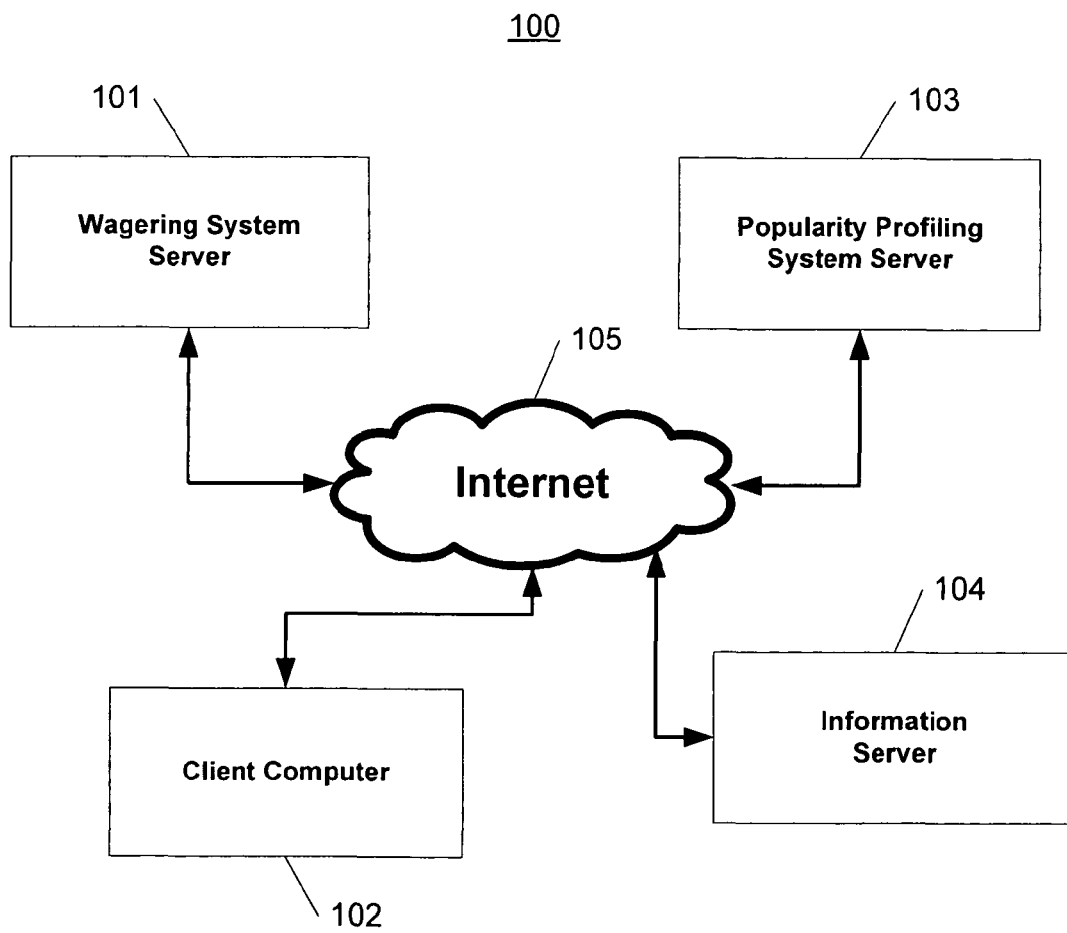 100
101
103
Wagering System
Server
Popularity Profiling
System Server
105
Internet
104
Client Computer
Information
Server
102